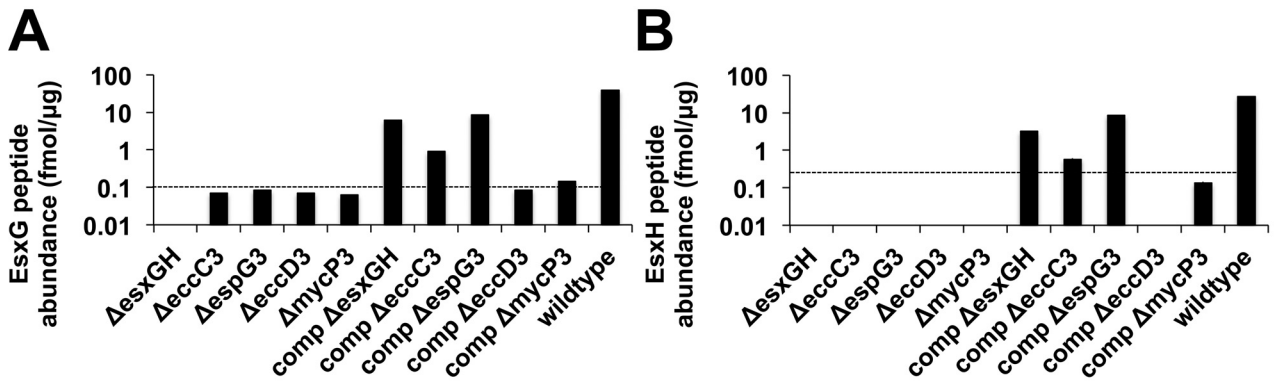 A
EsxG peptide
abundance (fmol/µg)
100
10
1
0.1
0.01
ΔesxGH
ΔeccC3
ΔespG3
ΔeccD3
ΔmycP3
comp ΔesxGH
comp ΔeccC3
comp ΔespG3
comp ΔeccD3
comp ΔmycP3
wildtype
B
EsxH peptide
abundance (fmol/µg)
100
10
1
0.1
0.01
ΔesxGH
ΔeccC3
ΔespG3
ΔeccD3
ΔmycP3
comp ΔesxGH
comp ΔeccC3
comp ΔespG3
comp ΔeccD3
comp ΔmycP3
wildtype